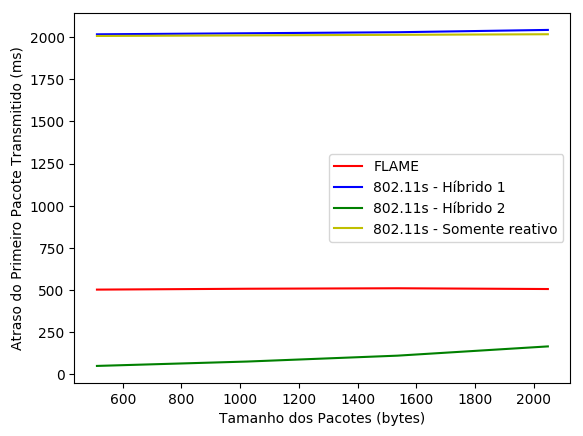 Atraso do Primeiro Pacote Transmitido (ms)
2000
1750
1500
1250
1000
750
500
250
0
FLAME
802.11s - Híbrido 1
802.11s - Híbrido 2
802.11s - Somente reativo
600 800 1000 1200 1400 1600 1800 2000
Tamanho dos Pacotes (bytes)